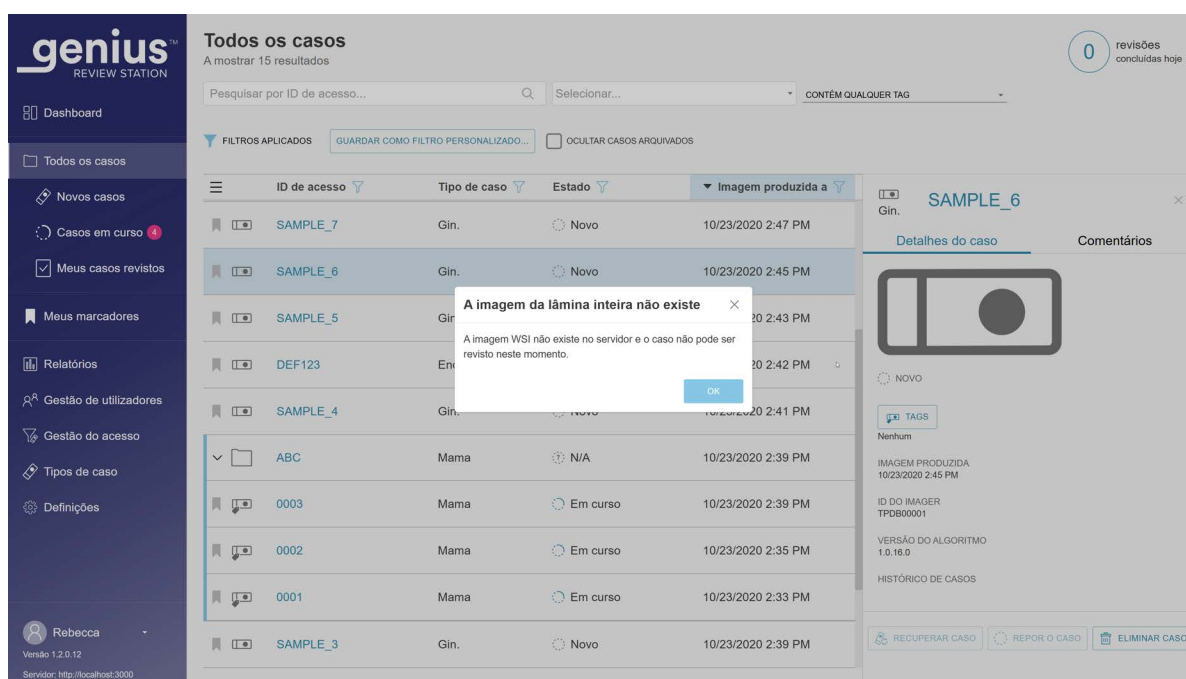 genius™
REVIEW STATION
Dashboard
Todos os casos
Novos casos
Casos em curso 4
Meus casos revistos
Meus marcadores
Relatórios
Gestão de utilizadores
Gestão do acesso
Tipos de caso
Definições
Rebecca
Versão 1.2.0.12
Servidor: http://localhost:3000
Todos os casos
A mostrar 15 resultados
0 revisões
concluídas hoje
Pesquisar por ID de acesso... Selecionar... CONTÉM QUALQUER TAG
FILTROS APLICADOS GUARDAR COMO FILTRO PERSONALIZADO... OCULTAR CASOS ARQUIVADOS
ID de acesso Tipo de caso Estado Imagem produzida a
SAMPLE_7 Gin. Novo 10/23/2020 2:47 PM
SAMPLE_6 Gin. Novo 10/23/2020 2:45 PM
SAMPLE_5 Gin 20 2:43 PM
DEF123 20 2:42 PM
SAMPLE_4 Gin. Novo 10/23/2020 2:41 PM
ABC Mama N/A 10/23/2020 2:39 PM
0003 Mama Em curso 10/23/2020 2:39 PM
0002 Mama Em curso 10/23/2020 2:35 PM
0001 Mama Em curso 10/23/2020 2:33 PM
SAMPLE_3 Gin. Novo 10/23/2020 2:39 PM
A imagem da lâmina inteira não existe
A imagem WSI não existe no servidor e o caso não pode ser
revisto neste momento.
OK
Gin. SAMPLE_6
Detalhes do caso Comentários
NOVO
TAGS
Nenhum
IMAGEM PRODUZIDA
10/23/2020 2:45 PM
ID DO IMAGER
TPDB00001
VERSÃO DO ALGORITMO
1.0.16.0
HISTÓRICO DE CASOS
RECUPERAR CASO REPOR O CASO ELIMINAR CASO